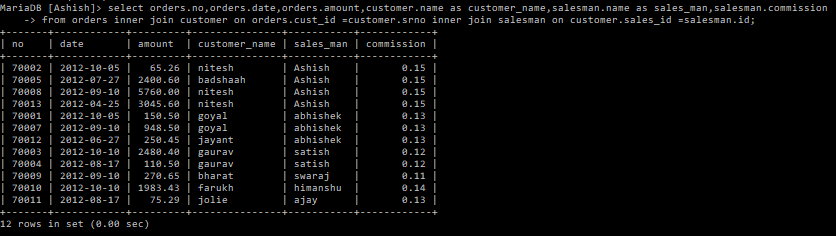 MariaDB [Ashish]> select orders.no,orders.date,orders.amount,customer.name as customer_name,salesman.name as sales_man,salesman.commission
    -> from orders inner join customer on orders.cust_id =customer.srno inner join salesman on customer.sales_id =salesman.id;
+-------+------------+---------+---------------+-----------+------------+
| no    | date       | amount  | customer_name | sales_man | commission |
+-------+------------+---------+---------------+-----------+------------+
| 70002 | 2012-10-05 |   65.26 | nitesh        | Ashish    |       0.15 |
| 70005 | 2012-07-27 | 2400.60 | badshaah      | Ashish    |       0.15 |
| 70008 | 2012-09-10 | 5760.00 | nitesh        | Ashish    |       0.15 |
| 70013 | 2012-04-25 | 3045.60 | nitesh        | Ashish    |       0.15 |
| 70001 | 2012-10-05 |  150.50 | goyal         | abhishek  |       0.13 |
| 70007 | 2012-09-10 |  948.50 | goyal         | abhishek  |       0.13 |
| 70012 | 2012-06-27 |  250.45 | jayant        | abhishek  |       0.13 |
| 70003 | 2012-10-10 | 2480.40 | gaurav        | satish    |       0.12 |
| 70004 | 2012-08-17 |  110.50 | gaurav        | satish    |       0.12 |
| 70009 | 2012-09-10 |  270.65 | bharat        | swaraj    |       0.11 |
| 70010 | 2012-10-10 | 1983.43 | farukh        | himanshu  |       0.14 |
| 70011 | 2012-08-17 |   75.29 | jolie         | ajay      |       0.13 |
+-------+------------+---------+---------------+-----------+------------+
12 rows in set (0.00 sec)